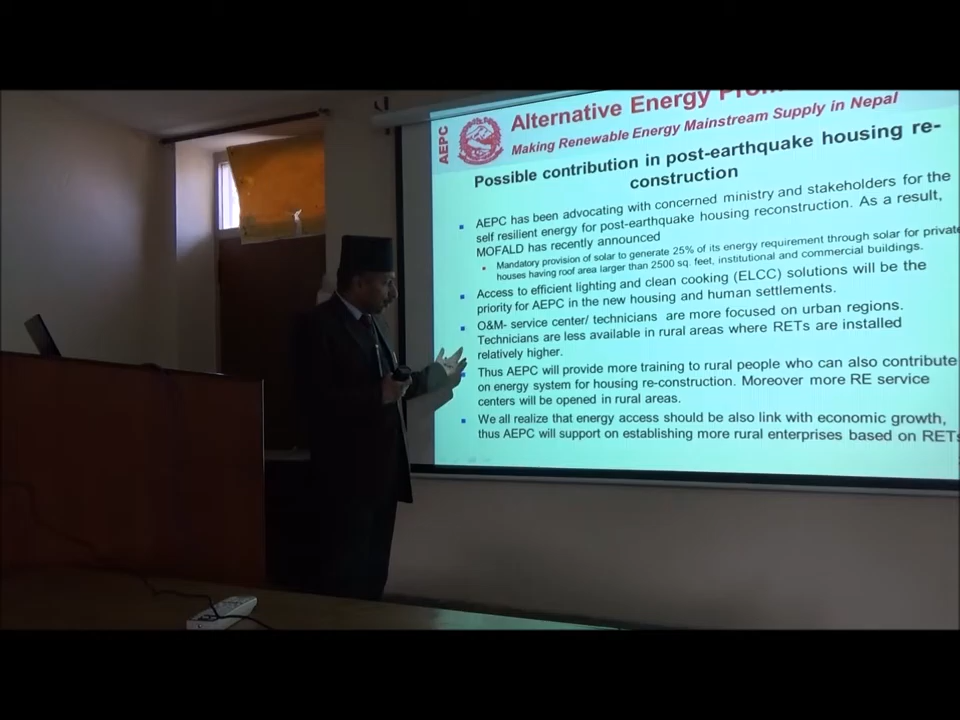 AEPC
Alternative Energy
Making Renewable Energy Mainstream Supply in Nepal
Possible contribution in post-earthquake housing re-
construction
AEPC has been advocating with concerned ministry and stakeholders for the
self resilient energy for post-earthquake housing reconstruction. As a result,
MOFALD has recently announced
Mandatory provision of solar to generate 25% of its energy requirement through solar for private
houses having roof area larger than 2500 sq. feet, institutional and commercial buildings.
Access to efficient lighting and clean cooking (ELCC) solutions will be the
priority for AEPC in the new housing and human settlements.
O&M- service center/ technicians are more focused on urban regions.
Technicians are less available in rural areas where RETs are installed
relatively higher.
Thus AEPC will provide more training to rural people who can also contribute
on energy system for housing re-construction. Moreover more RE service
centers will be opened in rural areas.
We all realize that energy access should be also link with economic growth,
thus AEPC will support on establishing more rural enterprises based on RETs